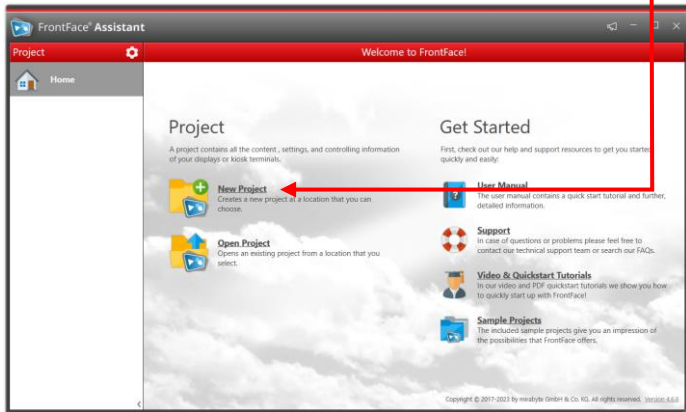 FrontFace® Assistant
Project
Welcome to FrontFace!
Home
Project
A project contains all the content , settings, and controlling information
of your displays or kiosk terminals.
New Project
Creates a new project at a location that you can
choose.
Open Project
Opens an existing project from a location that you
select.
Get Started
First, check out our help and support resources to get you started
quickly and easily:
User Manual
The user manual contains a quick start tutorial and further,
detailed information.
Support
In case of questions or problems please feel free to
contact our technical support team or search our FAQs.
Video & Quickstart Tutorials
In our video and PDF quickstart tutorials we show you how
to quickly start up with FrontFace!
Sample Projects
The included sample projects give you an impression of
the possibilities that FrontFace offers.
Copyright © 2017-2023 by mirabyte GmbH & Co. KG. All rights reserved. Version 4.6.6